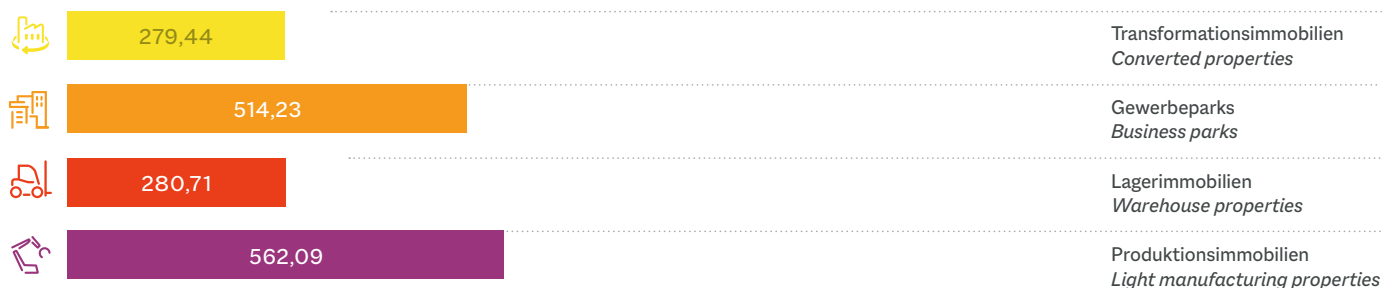 279,44
Transformationsimmobilien
Converted properties
514,23
Gewerbeparks
Business parks
280,71
Lagerimmobilien
Warehouse properties
562,09
Produktionsimmobilien
Light manufacturing properties